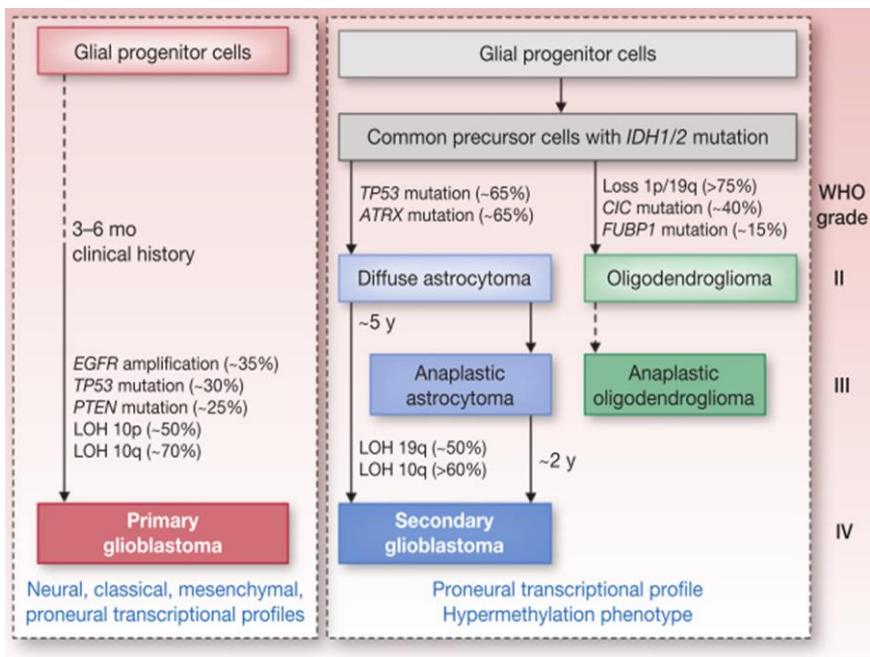 Glial progenitor cells
3–6 mo
clinical history
EGFR amplification (~35%)
TP53 mutation (~30%)
PTEN mutation (~25%)
LOH 10p (~50%)
LOH 10q (~70%)
Primary
glioblastoma
Neural, classical, mesenchymal,
proneural transcriptional profiles
Glial progenitor cells
Common precursor cells with IDH1/2 mutation
TP53 mutation (~65%)
ATRX mutation (~65%)
Loss 1p/19q (>75%)
CIC mutation (~40%)
FUBP1 mutation (~15%)
Diffuse astrocytoma
Oligodendroglioma
~5 y
Anaplastic
astrocytoma
Anaplastic
oligodendroglioma
LOH 19q (~50%)
LOH 10q (>60%)
~2 y
Secondary
glioblastoma
Proneural transcriptional profile
Hypermethylation phenotype
WHO
grade
II
III
IV